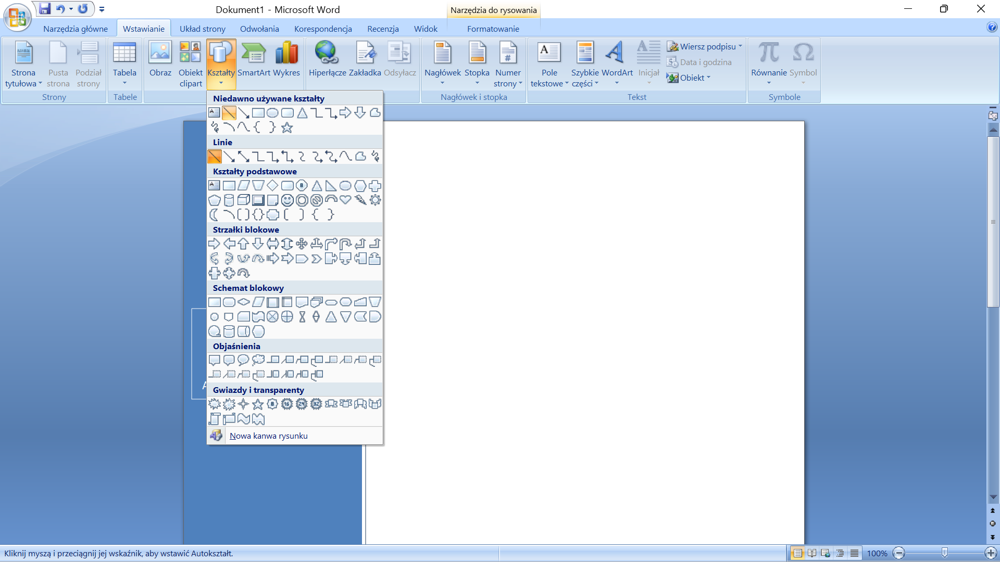 Dokument1 - Microsoft Word
Narzędzia do rysowania
Narzędzia główne
Wstawianie
Układ strony
Odwołania
Korespondencja
Recenzja
Widok
Formatowanie
Strona tytułowa
Pusta strona
Podział strony
Strony
Tabela
Tabele
Obraz
Obiekt clipart
Kształty
SmartArt
Wykres
Hiperłącze
Zakładka
Odsyłacz
Nagłówek
Stopka
Numer strony
Nagłówek i stopka
Pole tekstowe
Szybkie części
WordArt
Inicjał
Wiersz podpisu
Data i godzina
Obiekt
Tekst
Równanie
Symbol
Symbole
Niedawno używane kształty
Linie
Kształty podstawowe
Strzałki blokowe
Schemat blokowy
Objaśnienia
Gwiazdy i transparenty
8
16
24
32
Nowa kanwa rysunku
Kliknij myszą i przeciągnij jej wskaźnik, aby wstawić Autokształt.
100%